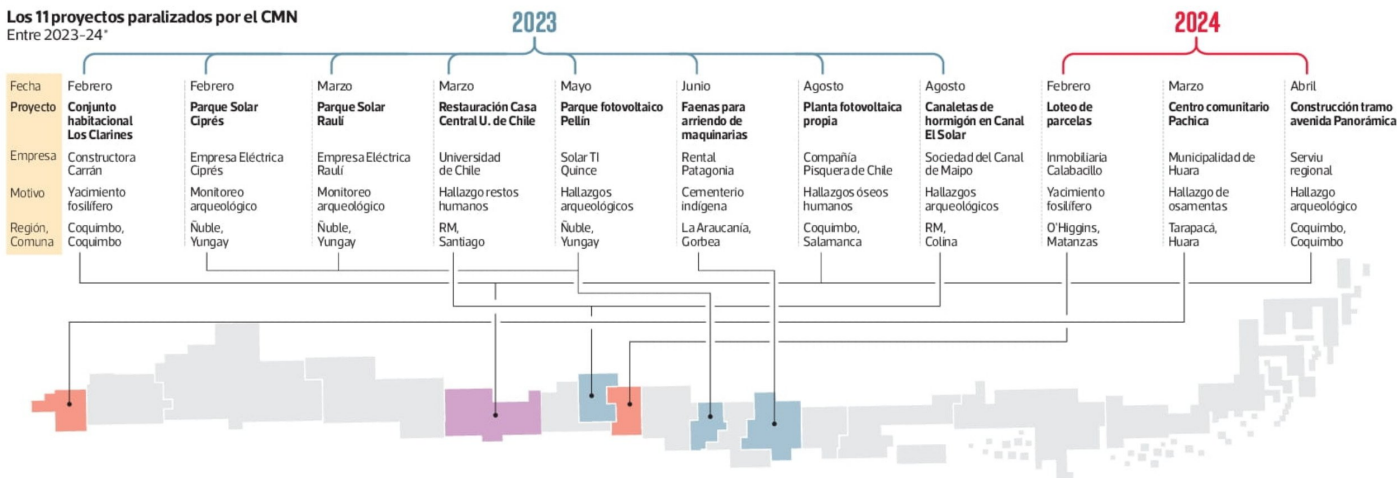 Los 11 proyectos paralizados por el CMN
Entre 2023-24*
2023
2024
Fecha
Febrero
Febrero
Marzo
Marzo
Mayo
Junio
Agosto
Agosto
Febrero
Marzo
Abril
Proyecto
Conjunto
habitacional
Los Clarines
Parque Solar
Ciprés
Parque Solar
Raulí
Restauración Casa
Central U. de Chile
Parque fotovoltaico
Pellín
Faenas para
arriendo de
maquinarias
Planta fotovoltaica
propia
Canaletas de
hormigón en Canal
El Solar
Loteo de
parcelas
Centro comunitario
Pachica
Construcción tramo
avenida Panorámica
Empresa
Constructora
Carrán
Empresa Eléctrica
Ciprés
Empresa Eléctrica
Raulí
Universidad
de Chile
Solar TI
Quince
Rental
Patagonia
Compañía
Pisquera de Chile
Sociedad del Canal
de Maipo
Inmobiliaria
Calabacillo
Municipalidad de
Huara
Serviu
regional
Motivo
Yacimiento
fosilífero
Monitoreo
arqueológico
Monitoreo
arqueológico
Hallazgo restos
humanos
Hallazgos
arqueológicos
Cementerio
indígena
Hallazgos óseos
humanos
Hallazgos
arqueológicos
Yacimiento
fosilífero
Hallazgo de
osamentas
Hallazgo
arqueológico
Región,
Comuna
Coquimbo,
Coquimbo
Ñuble,
Yungay
Ñuble,
Yungay
RM,
Santiago
Ñuble,
Yungay
La Araucanía,
Gorbea
Coquimbo,
Salamanca
RM,
Colina
O'Higgins,
Matanzas
Tarapacá,
Huara
Coquimbo,
Coquimbo